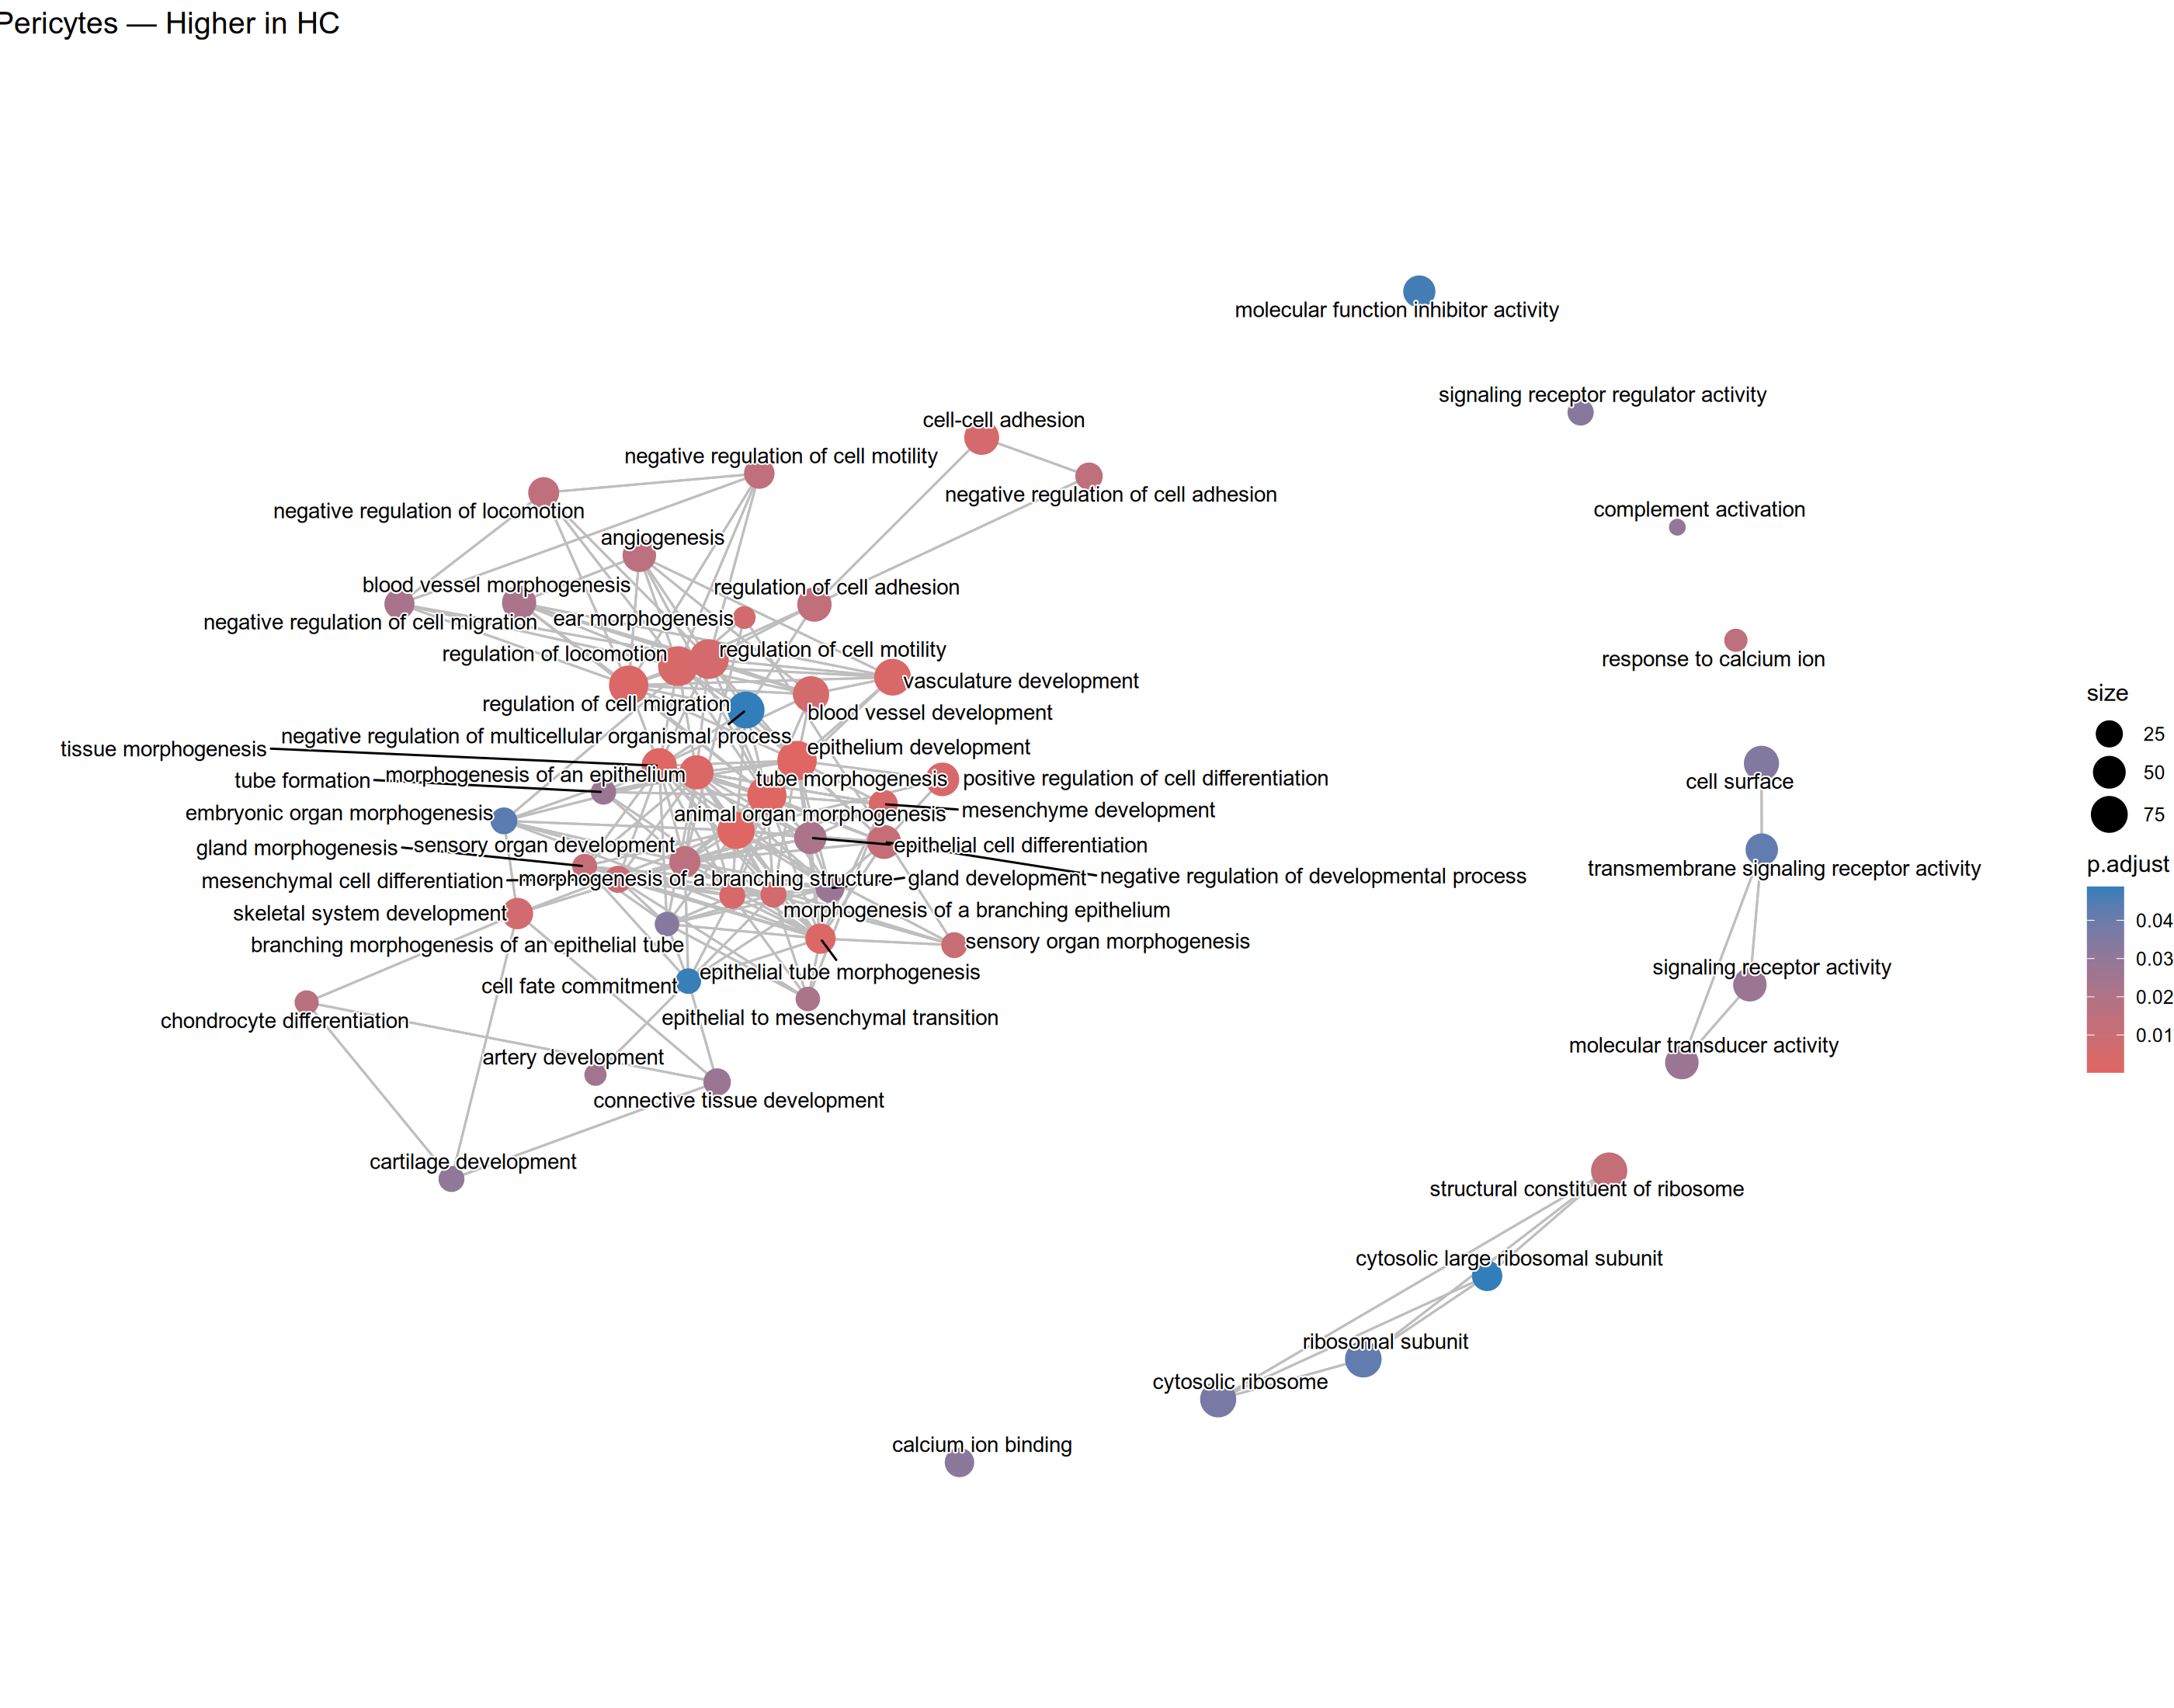 Pericytes — Higher in HC
molecular function inhibitor activity
signaling receptor regulator activity
cell-cell adhesion
negative regulation of cell motility
negative regulation of cell adhesion
negative regulation of locomotion
complement activation
angiogenesis
blood vessel morphogenesis
regulation of cell adhesion
negative regulation of cell migration
ear morphogenesis
regulation of locomotion
regulation of cell motility
response to calcium ion
vasculature development
regulation of cell migration
blood vessel development
negative regulation of multicellular organismal process
tissue morphogenesis
epithelium development
tube formation
morphogenesis of an epithelium
tube morphogenesis
positive regulation of cell differentiation
cell surface
embryonic organ morphogenesis
animal organ morphogenesis
mesenchyme development
gland morphogenesis
sensory organ development
epithelial cell differentiation
transmembrane signaling receptor activity
mesenchymal cell differentiation
morphogenesis of a branching structure
gland development
negative regulation of developmental process
skeletal system development
morphogenesis of a branching epithelium
branching morphogenesis of an epithelial tube
sensory organ morphogenesis
cell fate commitment
epithelial tube morphogenesis
signaling receptor activity
chondrocyte differentiation
epithelial to mesenchymal transition
artery development
molecular transducer activity
connective tissue development
cartilage development
structural constituent of ribosome
cytosolic large ribosomal subunit
ribosomal subunit
cytosolic ribosome
calcium ion binding
size
25
50
75
p.adjust
0.04
0.03
0.02
0.01